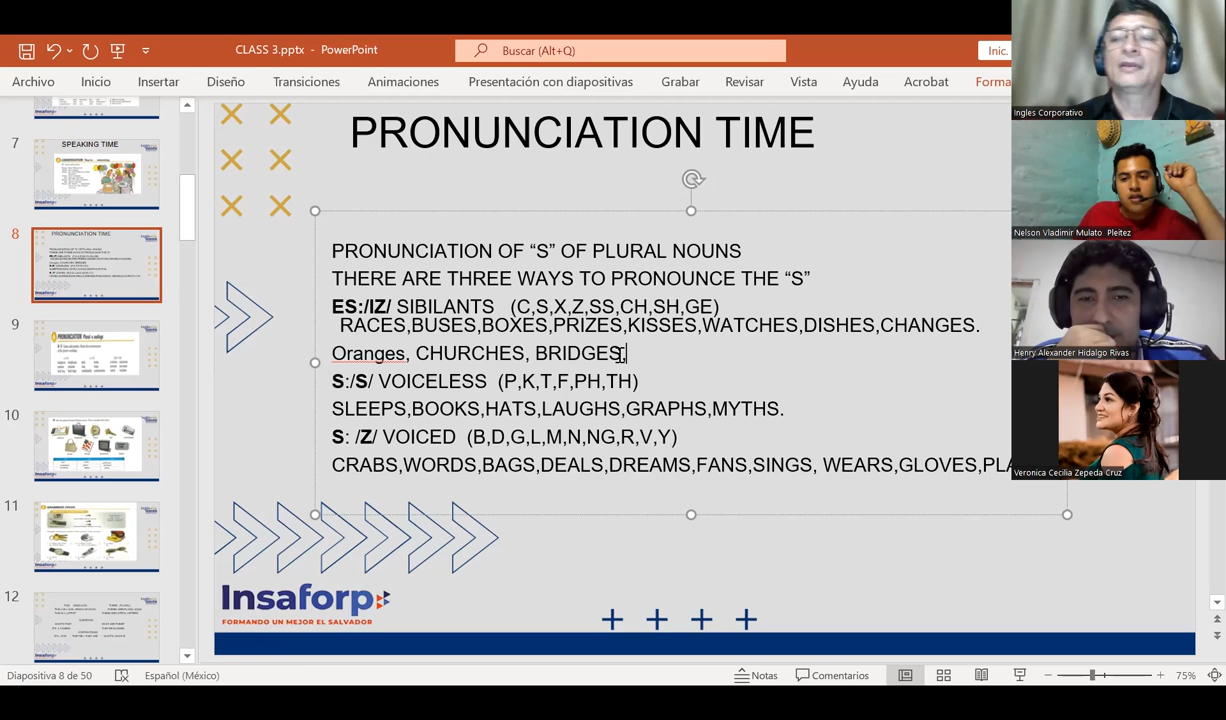 CLASS 3.pptx - PowerPoint
Buscar (Alt+Q)
Inic.
Archivo Inicio Insertar Diseño Transiciones Animaciones Presentación con diapositivas Grabar Revisar Vista Ayuda Acrobat Forma
Ingles Corporativo
Nelson Vladimir Mulato Pleitez
Henry Alexander Hidalgo Rivas
Veronica Cecilia Zepeda Cruz
7
SPEAKING TIME
8
PRONUNCIATION TIME
9
10
11
12
PRONUNCIATION TIME
PRONUNCIATION OF “S” OF PLURAL NOUNS
THERE ARE THREE WAYS TO PRONOUNCE THE “S”
ES:/IZ/ SIBILANTS (C,S,X,Z,SS,CH,SH,GE)
RACES,BUSES,BOXES,PRIZES,KISSES,WATCHES,DISHES,CHANGES.
Oranges, CHURCHES, BRIDGES,
S:/S/ VOICELESS (P,K,T,F,PH,TH)
SLEEPS,BOOKS,HATS,LAUGHS,GRAPHS,MYTHS.
S: /Z/ VOICED (B,D,G,L,M,N,NG,R,V,Y)
CRABS,WORDS,BAGS,DEALS,DREAMS,FANS,SINGS, WEARS,GLOVES,PLA
Insaforp
FORMANDO UN MEJOR EL SALVADOR
Diapositiva 8 de 50
Español (México)
Notas
Comentarios
75%